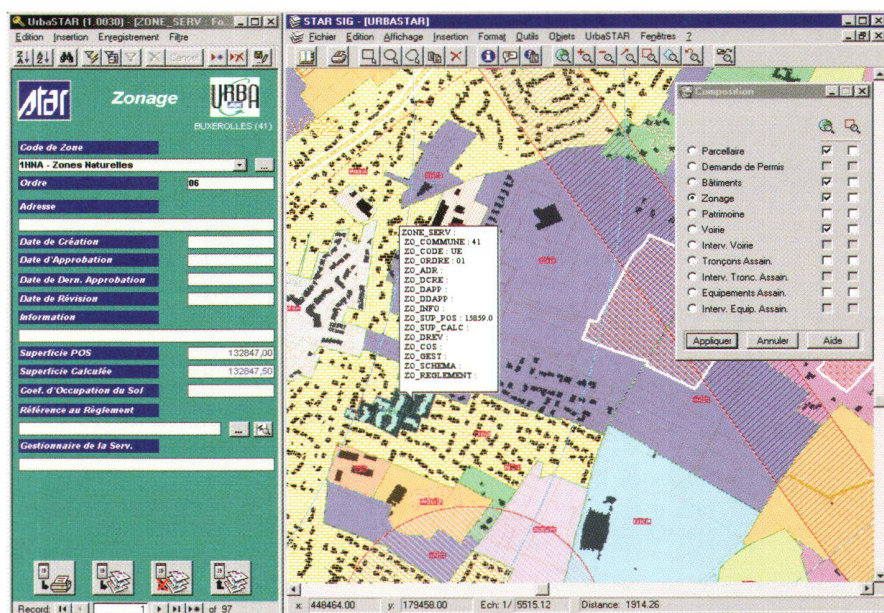 UrbaSTAR (1.0030) - [ZONE_SERV : Fo...
Edition Insertion Enregistrement Filtre
Cancel
Star
Zonage
URBA
BUXEROLLES (41)
Code de Zone
1HNA - Zones Naturelles
...
Ordre
06
Adresse
Date de Création
Date d'Approbation
Date de Dern. Approbation
Date de Révision
Information
Superficie POS
132847,00
Superficie Calculée
132847,50
Coef. d'Occupation du Sol
Référence au Règlement
...
Gestionnaire de la Serv.
Record: 1 of 97
STAR SIG - [URBASTAR]
Fichier Edition Affichage Insertion Format Outils Objets UrbaSTAR Fenêtres ?
ZONE_SERV :
ZO_COMMUNE : 41
ZO_CODE : UE
ZO_ORDRE : 01
ZO_ADR :
ZO_DCRE :
ZO_DAPP :
ZO_DDAPP :
ZO_INFO :
ZO_SUP_POS : 15859.0
ZO_SUP_CALC :
ZO_DREV :
ZO_COS :
ZO_GEST :
ZO_SCHEMA :
ZO_REGLEMENT :
Composition
Parcellaire
Demande de Permis
Bâtiments
Zonage
Patrimoine
Voirie
Interv. Voirie
Tronçons Assain.
Interv. Tronc. Assain.
Equipements Assain.
Interv. Equip. Assain.
Appliquer Annuler Aide
x: 448464.00 y: 179458.00 Ech: 1/ 5515.12 Distance: 1914.26